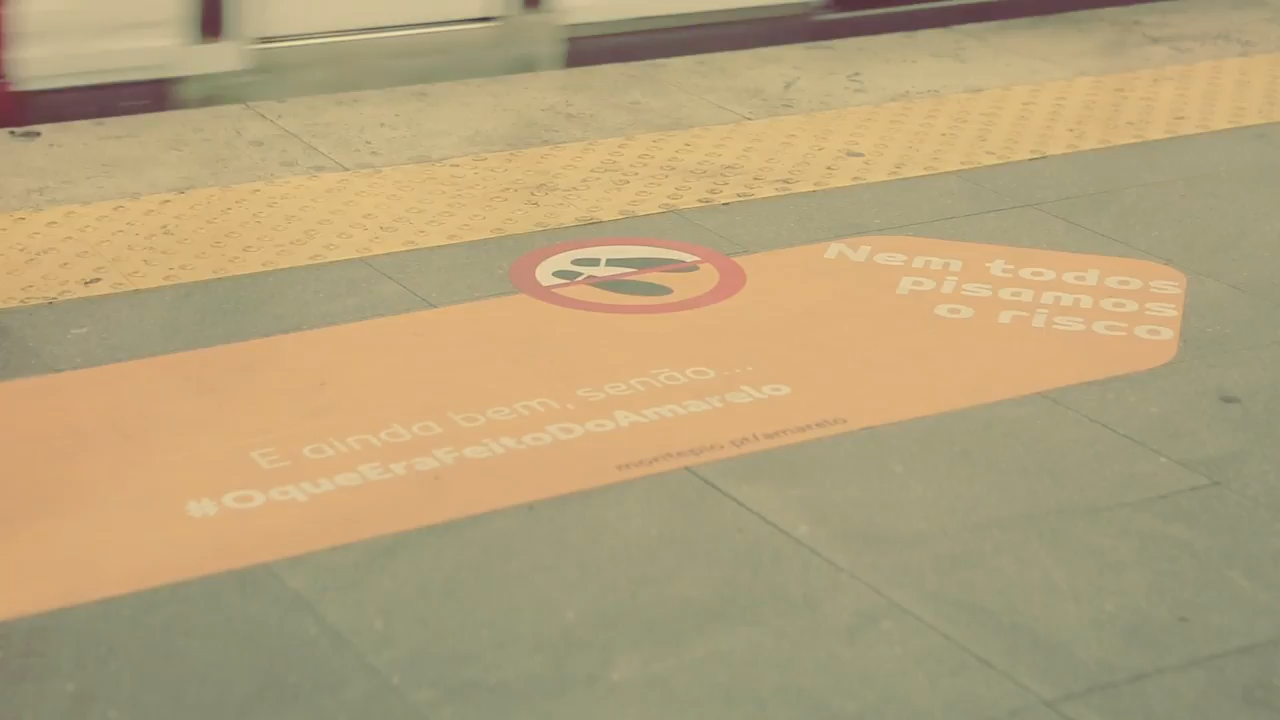 Nem todos
pisamos
o risco
E ainda bem, senão...
#OqueEraFeitoDoAmarelo
montepio.pt/amarelo